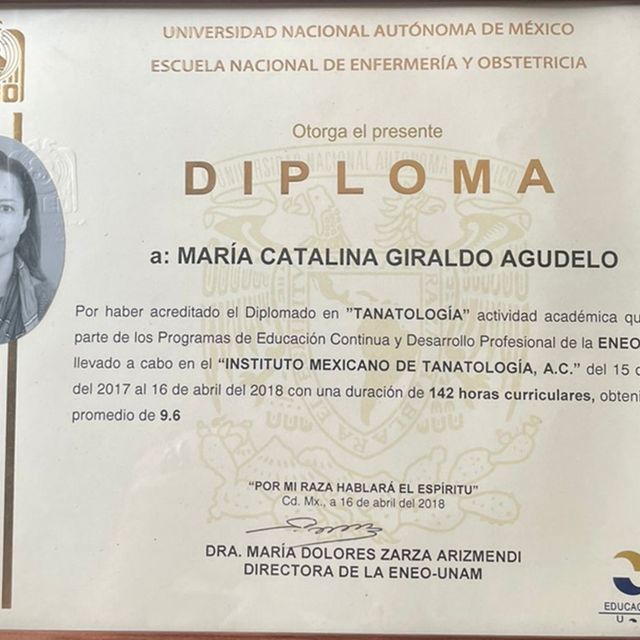 UNIVERSIDAD NACIONAL AUTÓNOMA DE MÉXICO
ESCUELA NACIONAL DE ENFERMERÍA Y OBSTETRICIA
Otorga el presente
DIPLOMA
a: MARÍA CATALINA GIRALDO AGUDELO
Por haber acreditado el Diplomado en "TANATOLOGÍA" actividad académica qu
parte de los Programas de Educación Continua y Desarrollo Profesional de la ENEO
llevado a cabo en el "INSTITUTO MEXICANO DE TANATOLOGÍA, A.C." del 15 d
del 2017 al 16 de abril del 2018 con una duración de 142 horas curriculares, obteni
promedio de 9.6
"POR MI RAZA HABLARÁ EL ESPÍRITU"
Cd. Mx., a 16 de abril del 2018
DRA. MARÍA DOLORES ZARZA ARIZMENDI
DIRECTORA DE LA ENEO-UNAM
EDUCAC